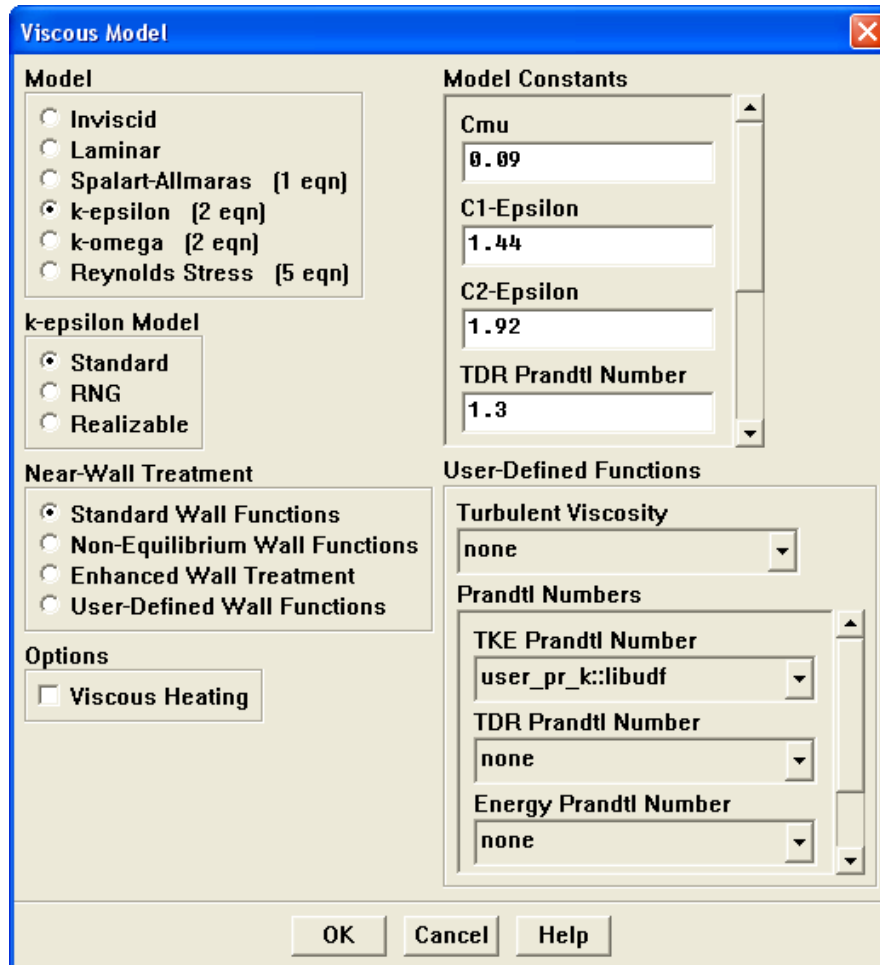 Viscous Model
Model
Inviscid
Laminar
Spalart-Allmaras (1 eqn)
k-epsilon (2 eqn)
k-omega (2 eqn)
Reynolds Stress (5 eqn)
k-epsilon Model
Standard
RNG
Realizable
Near-Wall Treatment
Standard Wall Functions
Non-Equilibrium Wall Functions
Enhanced Wall Treatment
User-Defined Wall Functions
Options
Viscous Heating
Model Constants
Cmu
0.09
C1-Epsilon
1.44
C2-Epsilon
1.92
TDR Prandtl Number
1.3
User-Defined Functions
Turbulent Viscosity
none
Prandtl Numbers
TKE Prandtl Number
user_pr_k::libudf
TDR Prandtl Number
none
Energy Prandtl Number
none
OK Cancel Help